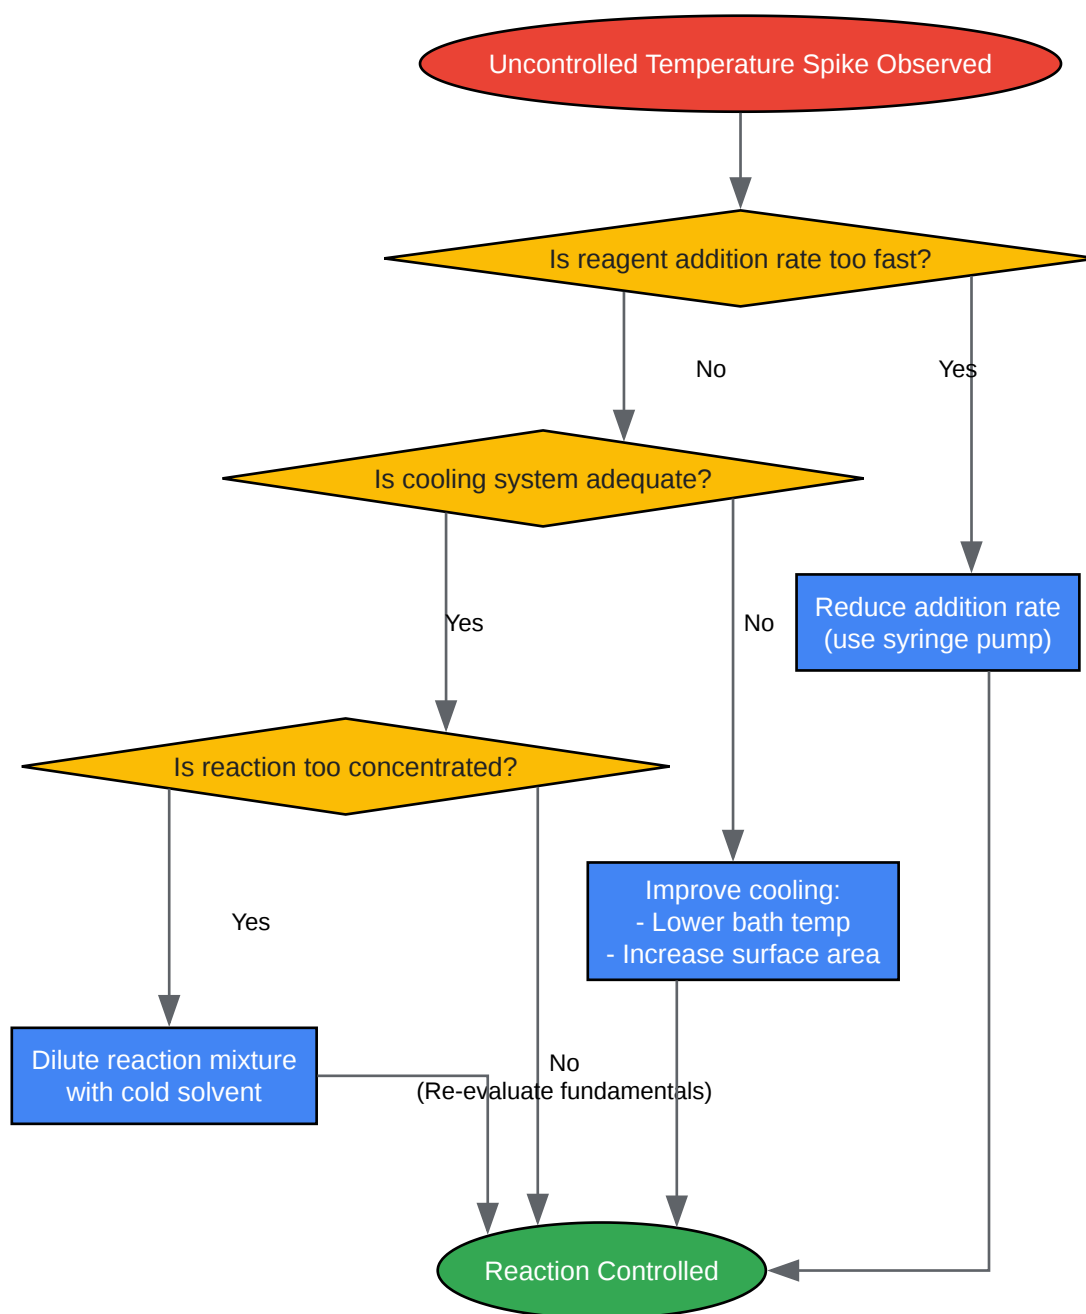 Uncontrolled Temperature Spike Observed
Is reagent addition rate too fast?
No
Yes
Is cooling system adequate?
Reduce addition rate
(use syringe pump)
Yes
No
Is reaction too concentrated?
Improve cooling:
- Lower bath temp
- Increase surface area
Yes
Dilute reaction mixture
with cold solvent
No
(Re-evaluate fundamentals)
Reaction Controlled